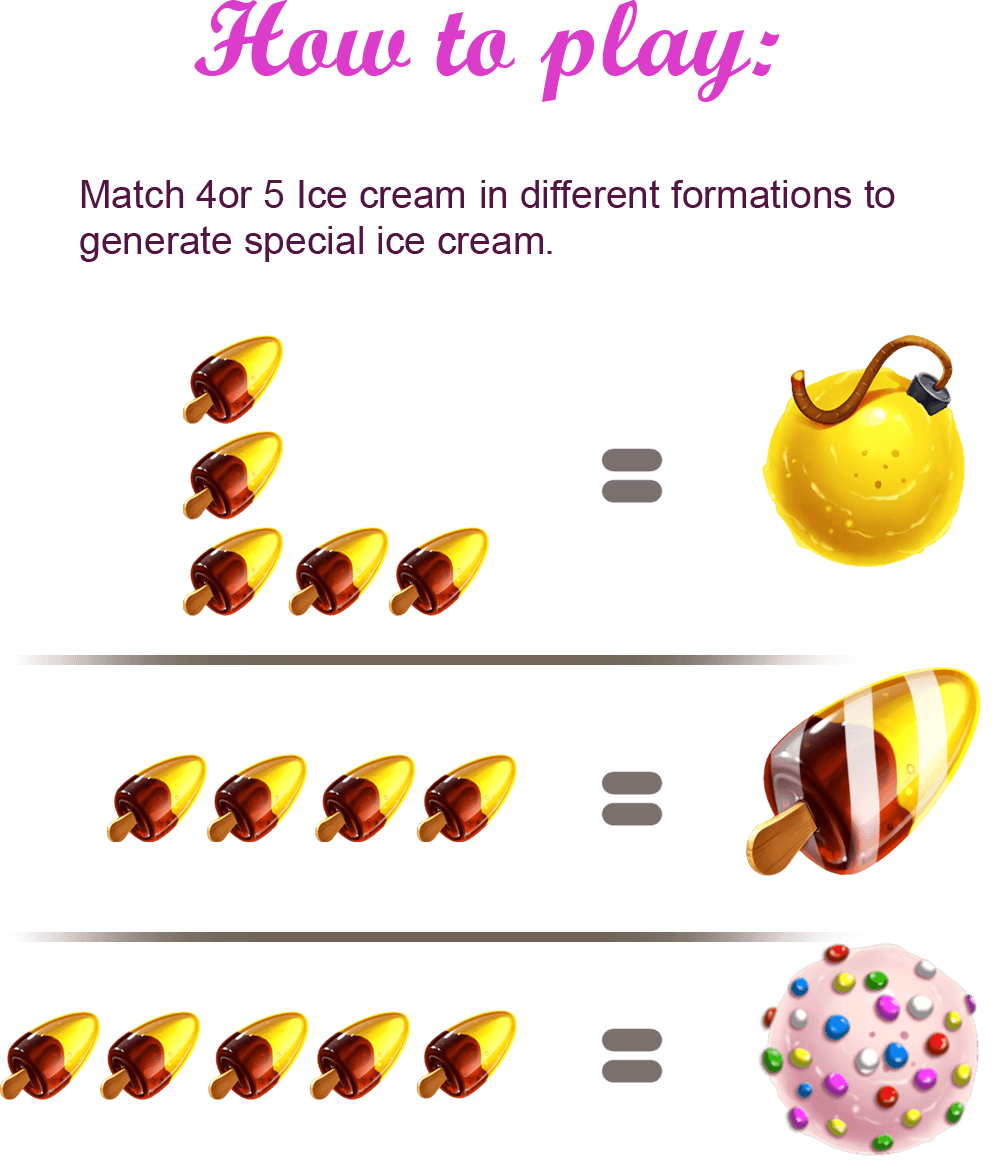 How to play:
Match 4or 5 Ice cream in different formations to
generate special ice cream.